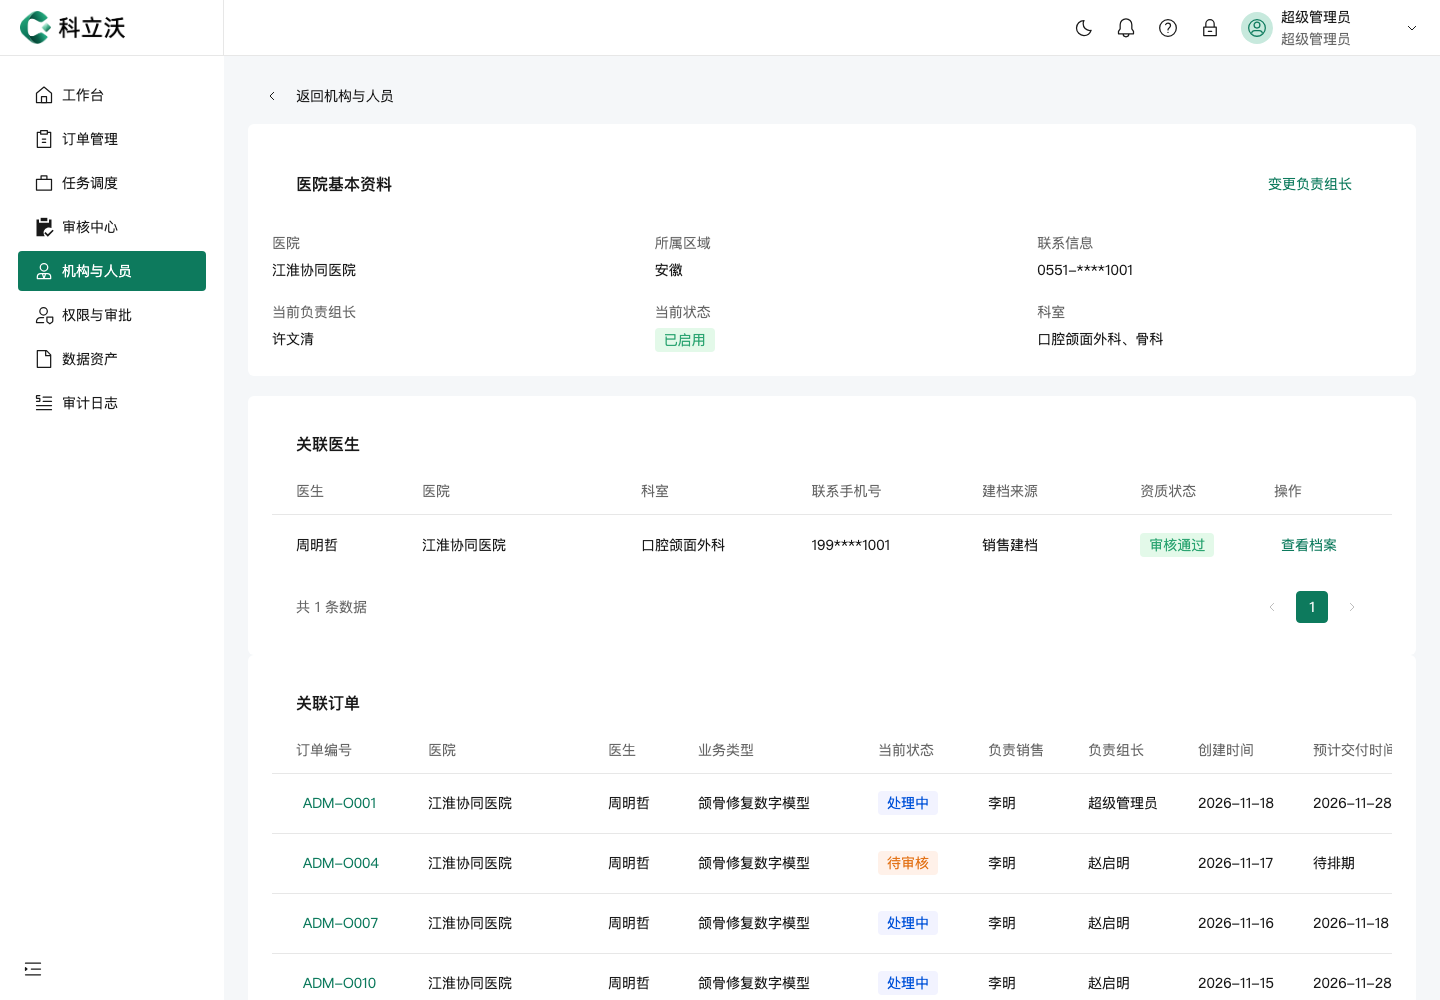 科立沃
超级管理员
超级管理员
工作台
订单管理
任务调度
审核中心
机构与人员
权限与审批
数据资产
审计日志
返回机构与人员
医院基本资料
变更负责组长
医院 所属区域 联系信息
江淮协同医院 安徽 0551-****1001
当前负责组长 当前状态 科室
许文清 已启用 口腔颌面外科、骨科
关联医生
医生 医院 科室 联系手机号 建档来源 资质状态 操作
周明哲 江淮协同医院 口腔颌面外科 199****1001 销售建档 审核通过 查看档案
共 1 条数据 1
关联订单
订单编号 医院 医生 业务类型 当前状态 负责销售 负责组长 创建时间 预计交付时间
ADM-O001 江淮协同医院 周明哲 颌骨修复数字模型 处理中 李明 超级管理员 2026-11-18 2026-11-28
ADM-O004 江淮协同医院 周明哲 颌骨修复数字模型 待审核 李明 赵启明 2026-11-17 待排期
ADM-O007 江淮协同医院 周明哲 颌骨修复数字模型 处理中 李明 赵启明 2026-11-16 2026-11-18
ADM-O010 江淮协同医院 周明哲 颌骨修复数字模型 处理中 李明 赵启明 2026-11-15 2026-11-28